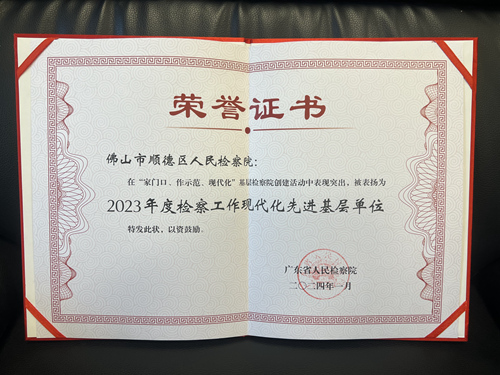 荣誉证书
佛山市顺德区人民检察院：
在“家门口、作示范、现代化”基层检察院创建活动中表现突出，被表扬为
2023年度检察工作现代化先进基层单位
特发此状，以资鼓励。
广东省人民检察院
二〇二四年一月